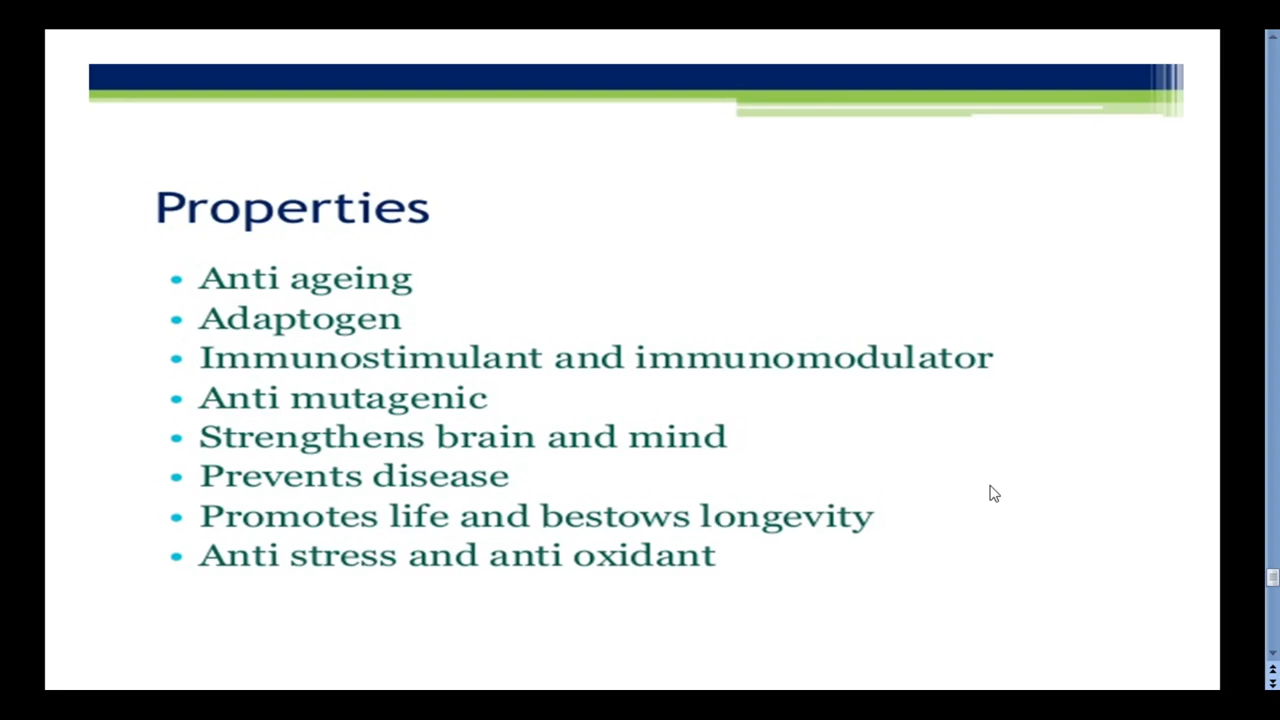 Properties
• Anti ageing
• Adaptogen
• Immunostimulant and immunomodulator
• Anti mutagenic
• Strengthens brain and mind
• Prevents disease
• Promotes life and bestows longevity
• Anti stress and anti oxidant